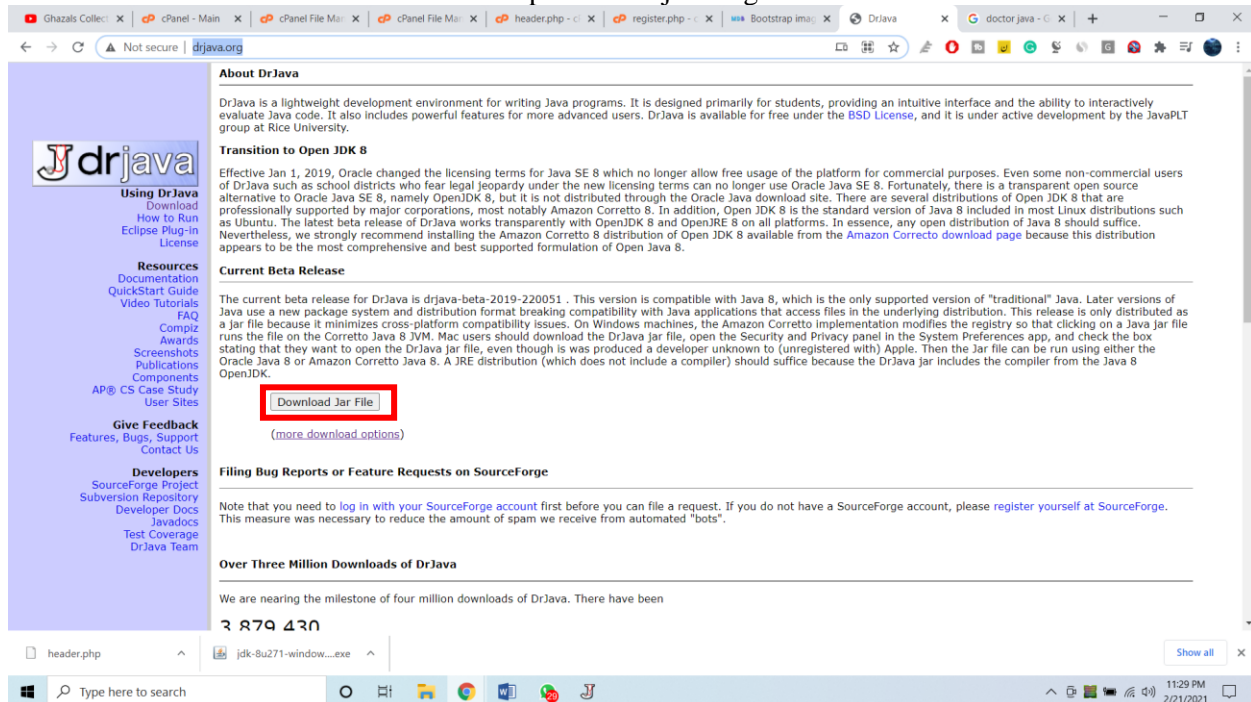 Ghazals Collect
cPanel - Main
cPanel File Man
cPanel File Man
header.php - c
register.php - c
Bootstrap imag
DrJava
doctor java - G
Not secure | drjava.org
drjava
Using DrJava
Download
How to Run
Eclipse Plug-in
License
Resources
Documentation
QuickStart Guide
Video Tutorials
FAQ
Compiz
Awards
Screenshots
Publications
Components
AP® CS Case Study
User Sites
Give Feedback
Features, Bugs, Support
Contact Us
Developers
SourceForge Project
Subversion Repository
Developer Docs
Javadocs
Test Coverage
DrJava Team
About DrJava
DrJava is a lightweight development environment for writing Java programs. It is designed primarily for students, providing an intuitive interface and the ability to interactively
evaluate Java code. It also includes powerful features for more advanced users. DrJava is available for free under the BSD License, and it is under active development by the JavaPLT
group at Rice University.
Transition to Open JDK 8
Effective Jan 1, 2019, Oracle changed the licensing terms for Java SE 8 which no longer allow free usage of the platform for commercial purposes. Even some non-commercial users
of DrJava such as school districts who fear legal jeopardy under the new licensing terms can no longer use Oracle Java SE 8. Fortunately, there is a transparent open source
alternative to Oracle Java SE 8, namely OpenJDK 8, but it is not distributed through the Oracle Java download site. There are several distributions of Open JDK 8 that are
professionally supported by major corporations, most notably Amazon Corretto 8. In addition, Open JDK 8 is the standard version of Java 8 included in most Linux distributions such
as Ubuntu. The latest beta release of DrJava works transparently with OpenJDK 8 and OpenJRE 8 on all platforms. In essence, any open distribution of Java 8 should suffice.
Nevertheless, we strongly recommend installing the Amazon Corretto 8 distribution of Open JDK 8 available from the Amazon Correcto download page because this distribution
appears to be the most comprehensive and best supported formulation of Open Java 8.
Current Beta Release
The current beta release for DrJava is drjava-beta-2019-220051 . This version is compatible with Java 8, which is the only supported version of "traditional" Java. Later versions of
Java use a new package system and distribution format breaking compatibility with Java applications that access files in the underlying distribution. This release is only distributed as
a jar file because it minimizes cross-platform compatibility issues. On Windows machines, the Amazon Corretto implementation modifies the registry so that clicking on a Java jar file
runs the file on the Corretto Java 8 JVM. Mac users should download the DrJava jar file, open the Security and Privacy panel in the System Preferences app, and check the box
stating that they want to open the DrJava jar file, even though is was produced a developer unknown to (unregistered with) Apple. Then the Jar file can be run using either the
Oracle Java 8 or Amazon Corretto Java 8. A JRE distribution (which does not include a compiler) should suffice because the DrJava jar includes the compiler from the Java 8
OpenJDK.
Download Jar File
(more download options)
Filing Bug Reports or Feature Requests on SourceForge
Note that you need to log in with your SourceForge account first before you can file a request. If you do not have a SourceForge account, please register yourself at SourceForge.
This measure was necessary to reduce the amount of spam we receive from automated "bots".
Over Three Million Downloads of DrJava
We are nearing the milestone of four million downloads of DrJava. There have been
3,879,430
header.php
jdk-8u271-window....exe
Show all
Type here to search
29
11:29 PM
2/21/2021